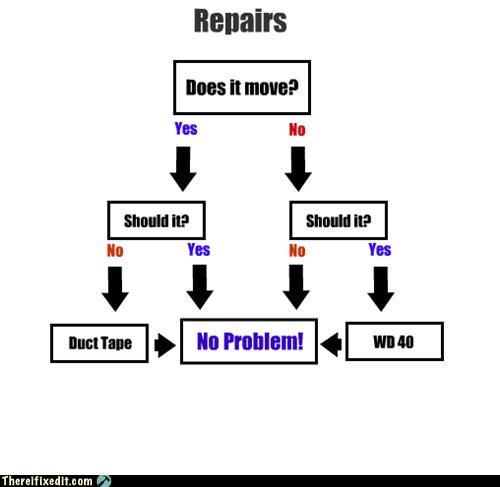 Repairs
Does it move?
Yes
No
Should it?
Should it?
No
Yes
No
Yes
Duct Tape
No Problem!
WD 40
Thereifixedit.com